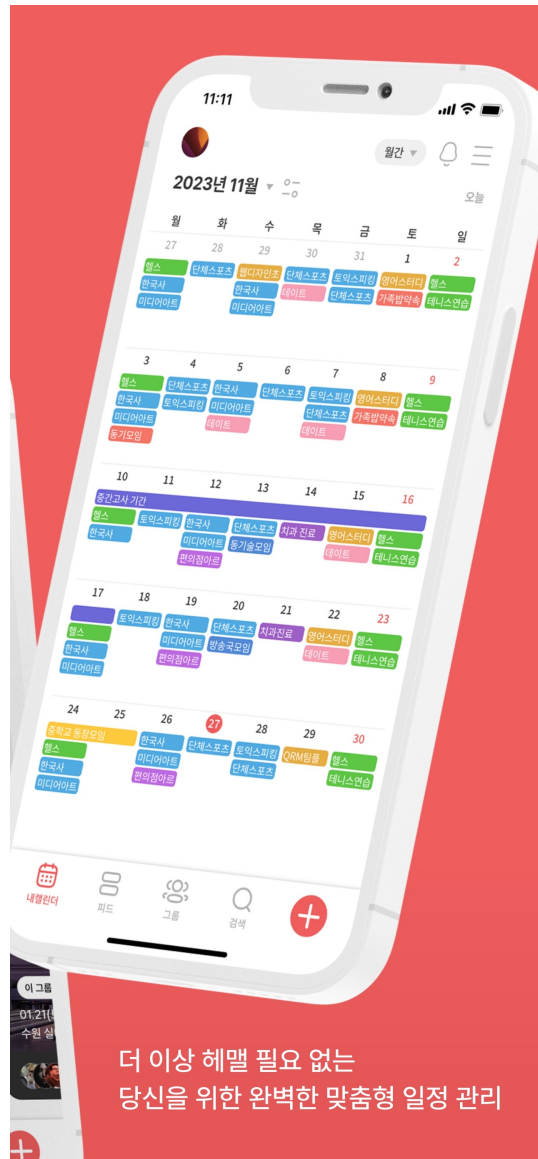 11:11
월간
2023년 11월
오늘
월 화 수 목 금 토 일
27 28 29 30 31 1 2
헬스 단체스포츠 웹디자인초 단체스포츠 토익스피킹 영어스터디 헬스
한국사 한국사 데이트 단체스포츠 가족밥약속 테니스연습
미디어아트 미디어아트
3 4 5 6 7 8 9
헬스 단체스포츠 한국사 단체스포츠 토익스피킹 영어스터디 헬스
한국사 토익스피킹 미디어아트 단체스포츠 가족밥약속 테니스연습
미디어아트 데이트 데이트
동기모임
10 11 12 13 14 15 16
중간고사 기간
헬스 토익스피킹 한국사 단체스포츠 치과 진료 영어스터디 헬스
한국사 미디어아트 동기술모임 데이트 테니스연습
편의점아르
17 18 19 20 21 22 23
토익스피킹 한국사 단체스포츠 치과진료 영어스터디 헬스
헬스 미디어아트 방송국모임 데이트 테니스연습
한국사 편의점아르
미디어아트
24 25 26 27 28 29 30
중학교 동창모임 한국사 단체스포츠 토익스피킹 QRM팀플 헬스
헬스 미디어아트 단체스포츠 테니스연습
한국사 편의점아르
미디어아트
내캘린더 피드 그룹 검색
이 그룹
01.21(
수원 실
더 이상 헤맬 필요 없는
당신을 위한 완벽한 맞춤형 일정 관리